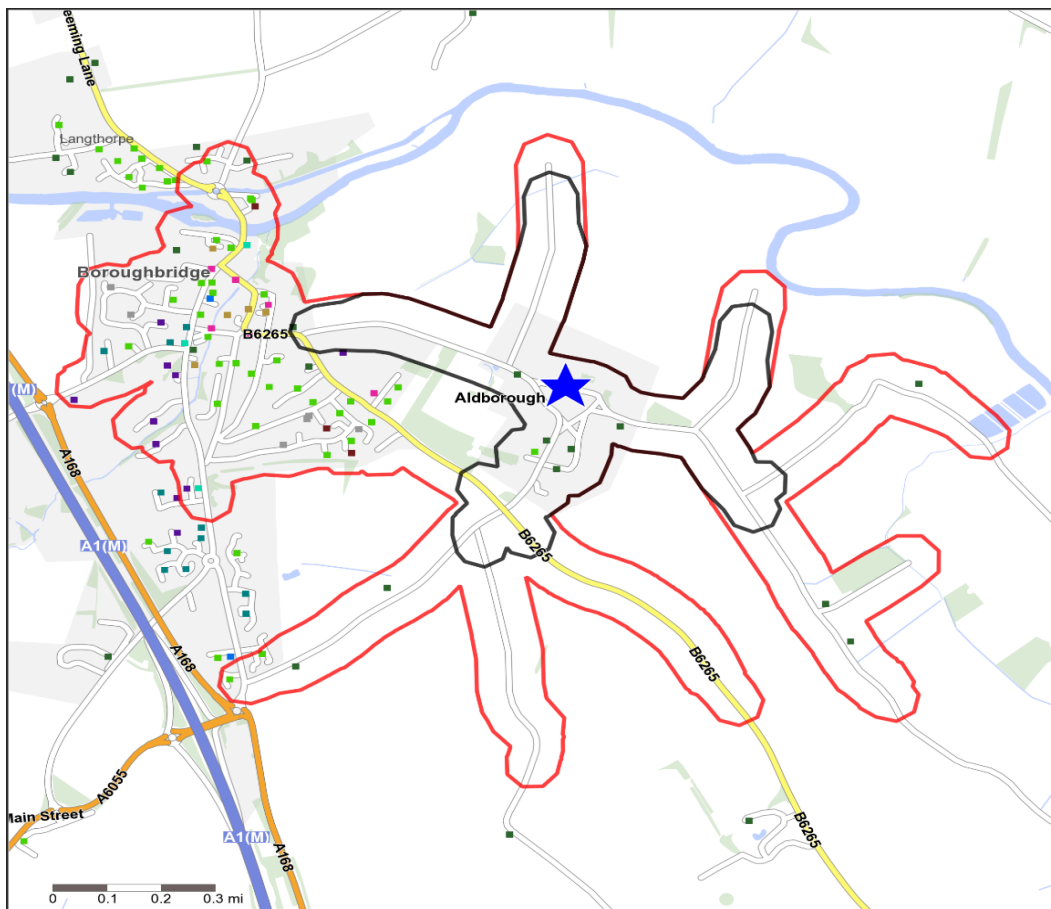 eeming Lane
Langthorpe
Boroughbridge
B6265
(M)
Aldborough
A168
A1(M)
B6265
A168
B6265
A6055
Main Street
B6265
A1(M)
A168
0 0.1 0.2 0.3 mi